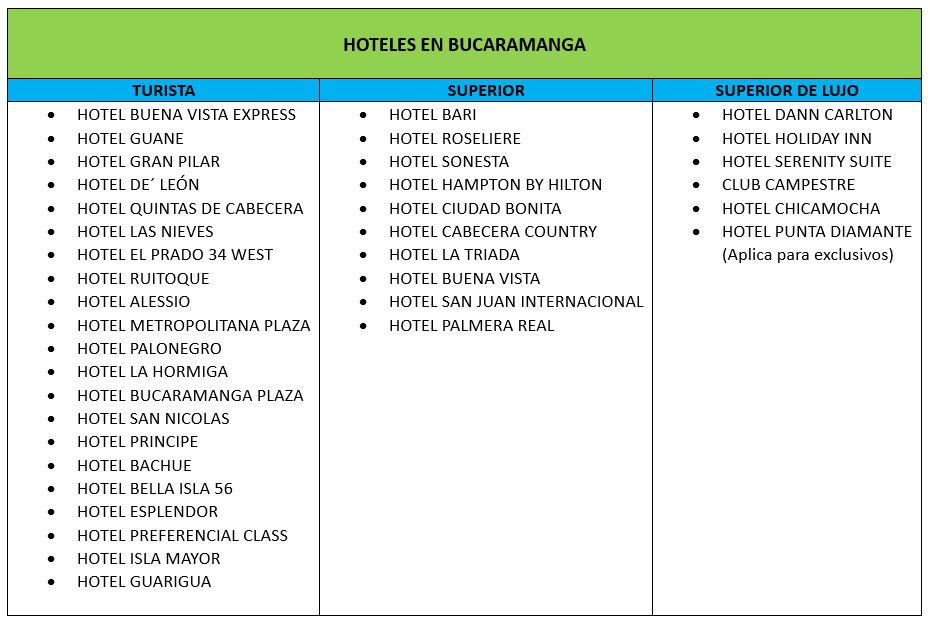 HOTELES EN BUCARAMANGA
TURISTA
HOTEL BUENA VISTA EXPRESS
HOTEL GUANE
HOTEL GRAN PILAR
HOTEL DE´ LEÓN
HOTEL QUINTAS DE CABECERA
HOTEL LAS NIEVES
HOTEL EL PRADO 34 WEST
HOTEL RUITOQUE
HOTEL ALESSIO
HOTEL METROPOLITANA PLAZA
HOTEL PALONEGRO
HOTEL LA HORMIGA
HOTEL BUCARAMANGA PLAZA
HOTEL SAN NICOLAS
HOTEL PRINCIPE
HOTEL BACHUE
HOTEL BELLA ISLA 56
HOTEL ESPLENDOR
HOTEL PREFERENCIAL CLASS
HOTEL ISLA MAYOR
HOTEL GUARIGUA
SUPERIOR
HOTEL BARI
HOTEL ROSELIERE
HOTEL SONESTA
HOTEL HAMPTON BY HILTON
HOTEL CIUDAD BONITA
HOTEL CABECERA COUNTRY
HOTEL LA TRIADA
HOTEL BUENA VISTA
HOTEL SAN JUAN INTERNACIONAL
HOTEL PALMERA REAL
SUPERIOR DE LUJO
HOTEL DANN CARLTON
HOTEL HOLIDAY INN
HOTEL SERENITY SUITE
CLUB CAMPESTRE
HOTEL CHICAMOCHA
HOTEL PUNTA DIAMANTE
(Aplica para exclusivos)